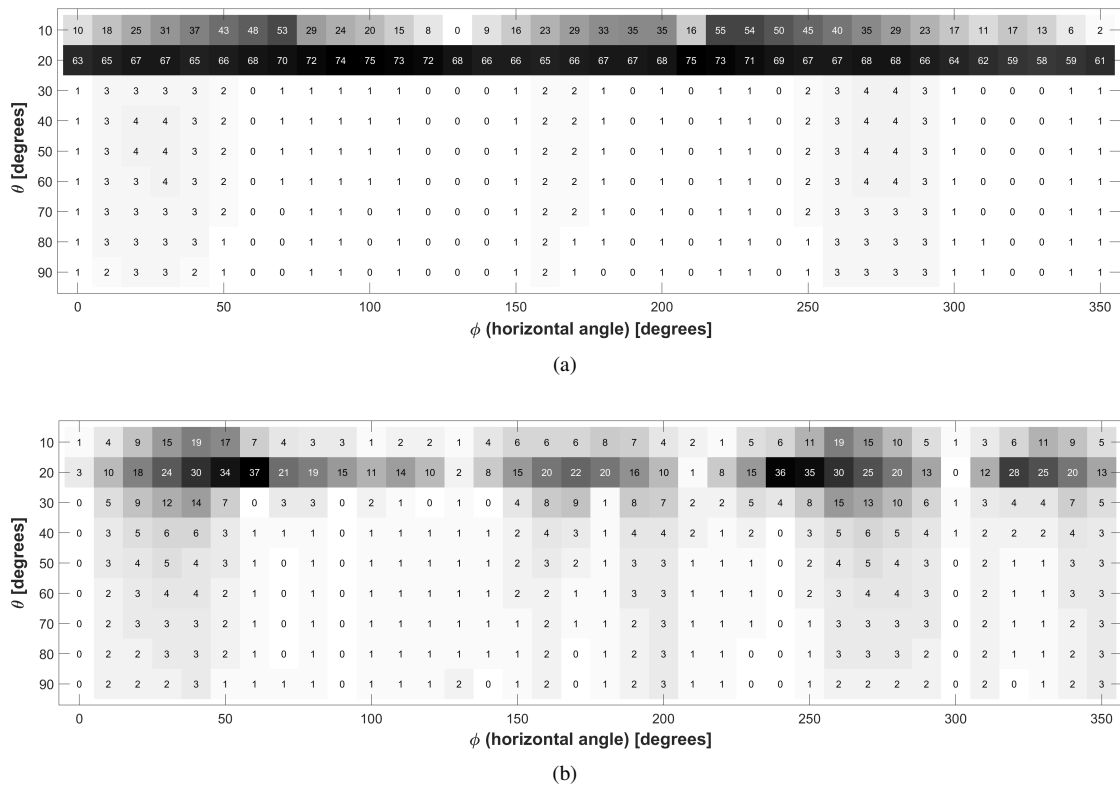 10 10 18 25 31 37 43 48 53 29 24 20 15 8 0 9 16 23 29 33 35 35 16 55 54 50 45 40 35 29 23 17 11 17 13 6 2
20 63 65 67 67 65 66 68 70 72 74 75 73 72 68 66 66 65 66 67 67 68 75 73 71 69 67 67 68 68 66 64 62 59 58 59 61
30 1 3 3 3 3 2 0 1 1 1 1 1 0 0 0 1 2 2 1 0 0 0 0 0 0 2 3 4 4 3 1 0 0 0 1 1
40 1 3 4 4 3 2 0 1 1 1 1 1 0 0 0 1 2 2 1 0 0 0 0 0 0 2 3 4 4 3 1 0 0 0 1 1
50 1 3 4 4 3 2 0 1 1 1 1 1 0 0 0 1 2 2 1 0 0 0 0 0 0 2 3 4 4 3 1 0 0 0 1 1
60 1 3 3 4 3 2 0 1 1 1 1 1 0 0 0 1 2 2 1 0 0 0 0 0 0 2 3 4 4 3 1 0 0 0 1 1
70 1 3 3 3 3 2 0 0 1 1 0 1 0 0 0 1 2 2 1 0 0 0 0 0 0 2 3 3 3 3 1 0 0 0 1 1
80 1 3 3 3 3 1 0 0 1 1 0 1 0 0 0 1 2 1 1 0 0 0 0 0 0 1 3 3 3 3 1 0 0 0 1 1
90 1 2 3 3 2 1 0 0 1 1 0 1 0 0 0 1 2 1 0 0 0 0 0 0 0 1 3 3 3 3 1 0 0 0 1 1
θ [degrees]
0 50 100 150 200 250 300 350
ϕ (horizontal angle) [degrees]
(a)
10 1 4 9 15 19 17 7 4 3 3 1 2 2 1 4 6 6 6 8 7 4 2 1 5 6 11 19 15 10 5 1 3 6 11 9 5
20 3 10 18 24 30 34 37 21 19 15 11 14 10 2 8 15 20 22 20 16 10 1 8 15 36 35 30 25 20 13 0 12 28 25 20 13
30 0 5 9 12 14 7 0 3 3 0 2 1 0 1 0 4 8 9 1 8 7 2 2 5 4 8 15 13 10 6 1 3 4 4 7 5
40 0 3 5 6 6 3 1 1 1 0 1 1 1 1 1 2 4 3 1 4 4 2 1 2 0 3 5 6 5 4 1 2 2 2 4 3
50 0 3 4 5 4 3 1 0 1 0 1 1 1 1 1 2 3 2 1 3 3 1 1 1 0 2 4 5 4 3 0 2 1 1 3 3
60 0 2 3 4 4 2 1 0 1 0 1 1 1 1 1 2 2 1 1 3 3 1 1 1 0 2 3 4 4 3 0 2 1 1 3 3
70 0 2 3 3 3 2 1 0 1 0 1 1 1 1 1 1 2 1 1 2 3 1 1 0 0 1 3 3 3 3 0 2 1 1 2 3
80 0 2 2 3 3 2 1 0 1 0 1 1 1 1 1 1 2 0 1 2 3 1 1 0 0 1 3 3 3 2 0 2 1 1 2 3
90 0 2 2 2 3 1 1 1 1 0 1 1 1 2 0 1 2 0 1 2 3 1 1 0 0 1 2 2 2 2 0 2 0 1 2 3
θ [degrees]
0 50 100 150 200 250 300 350
ϕ (horizontal angle) [degrees]
(b)